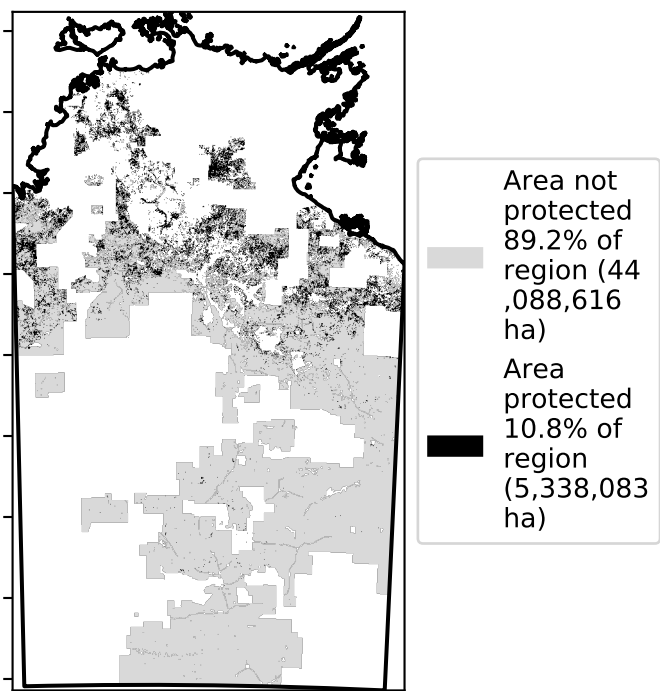 Area not
protected
89.2% of
region (44
,088,616
ha)
Area
protected
10.8% of
region
(5,338,083
ha)